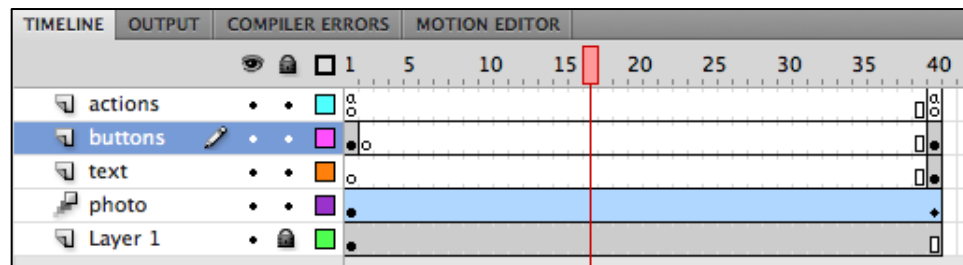 TIMELINE OUTPUT COMPILER ERRORS MOTION EDITOR
1 5 10 15 20 25 30 35 40
actions a a
buttons
text
photo
Layer 1